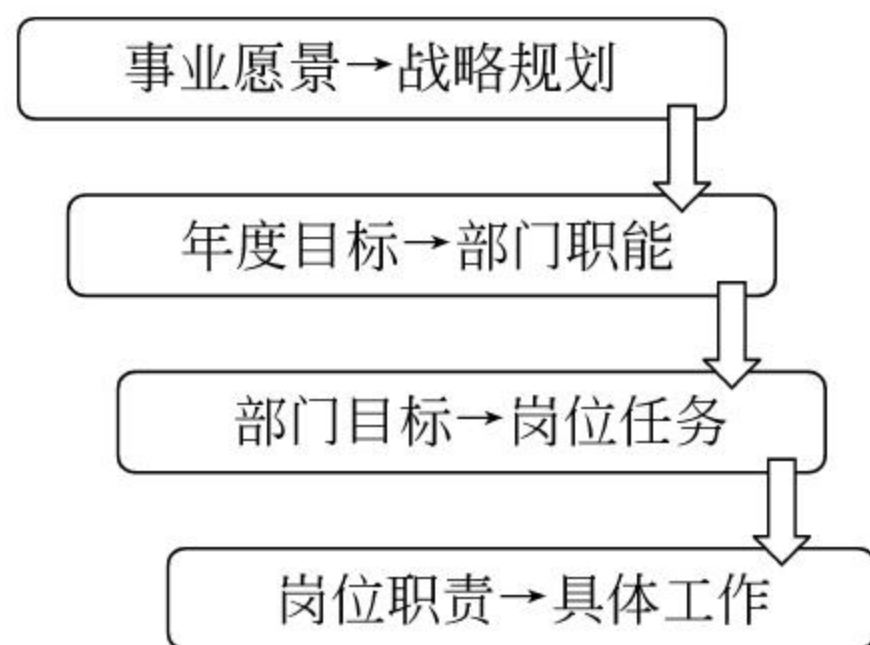 事业愿景→战略规划
年度目标→部门职能
部门目标→岗位任务
岗位职责→具体工作